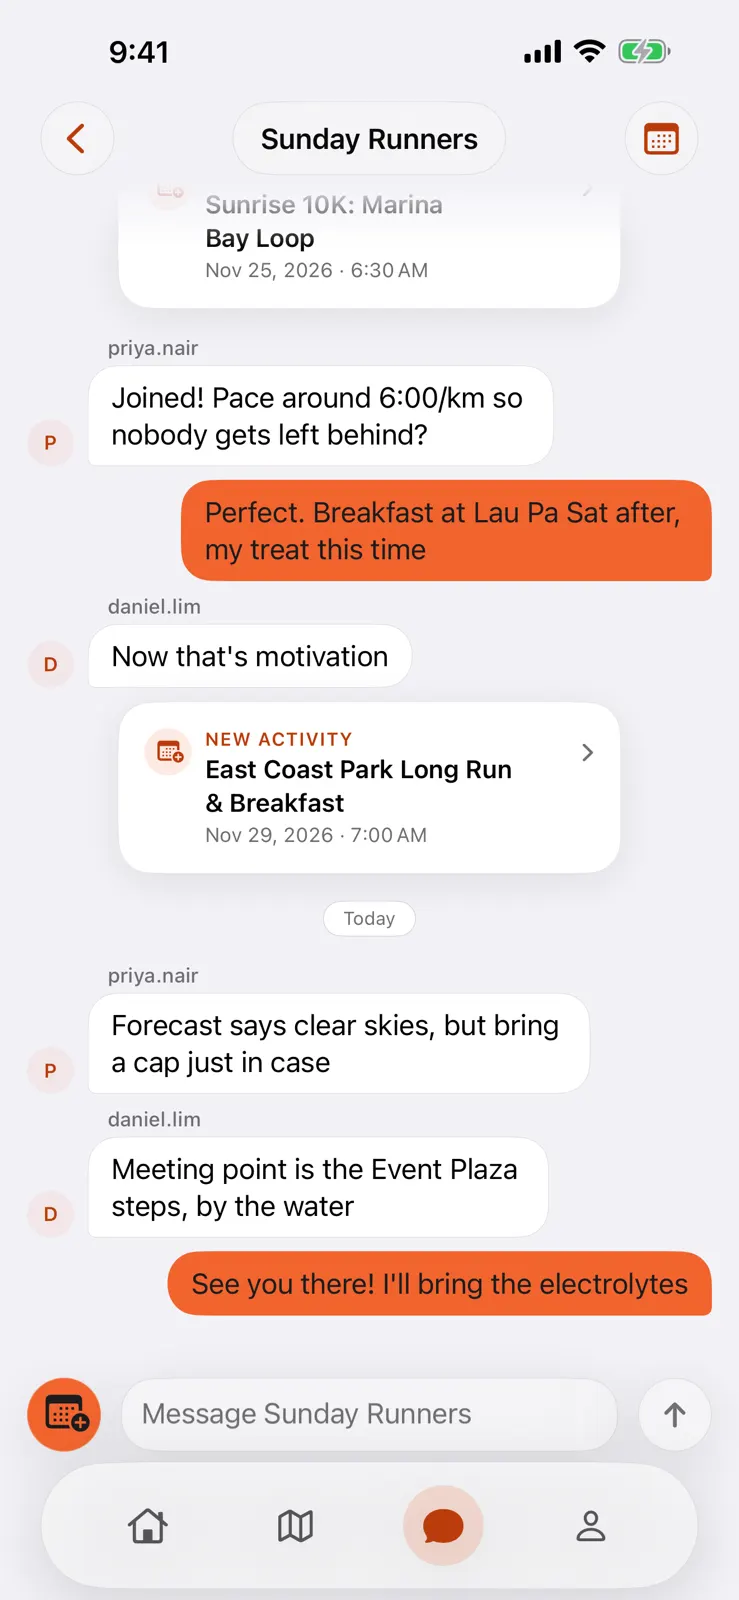 9:41
Sunday Runners
Sunrise 10K: Marina
Bay Loop
Nov 25, 2026 · 6:30 AM
priya.nair
Joined! Pace around 6:00/km so
nobody gets left behind?
P
Perfect. Breakfast at Lau Pa Sat after,
my treat this time
daniel.lim
Now that's motivation
D
NEW ACTIVITY
East Coast Park Long Run
& Breakfast
Nov 29, 2026 · 7:00 AM
Today
priya.nair
Forecast says clear skies, but bring
a cap just in case
P
daniel.lim
Meeting point is the Event Plaza
steps, by the water
D
See you there! I'll bring the electrolytes
Message Sunday Runners